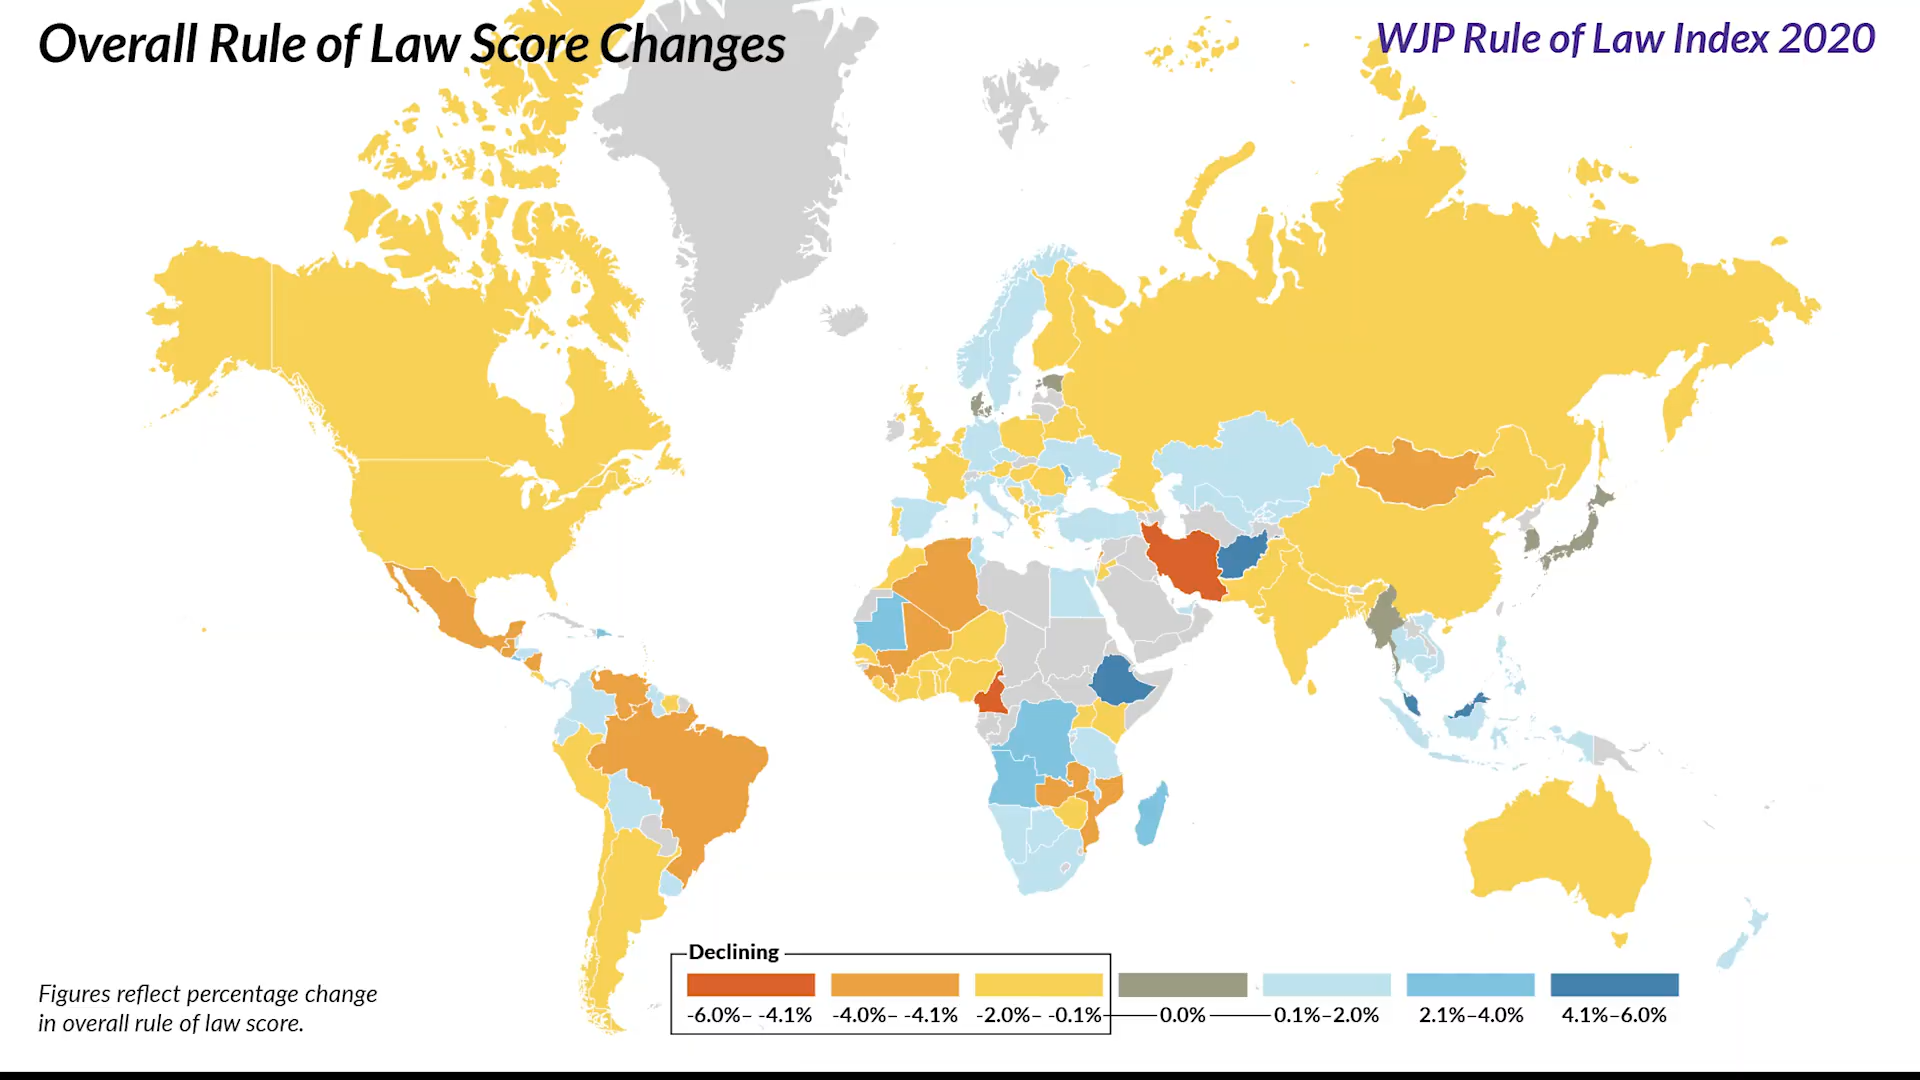 Overall Rule of Law Score Changes
WJP Rule of Law Index 2020
Declining
-6.0%– -4.1%
-4.0%– -4.1%
-2.0%– -0.1%
0.0%
0.1%–2.0%
2.1%–4.0%
4.1%–6.0%
Figures reflect percentage change
in overall rule of law score.